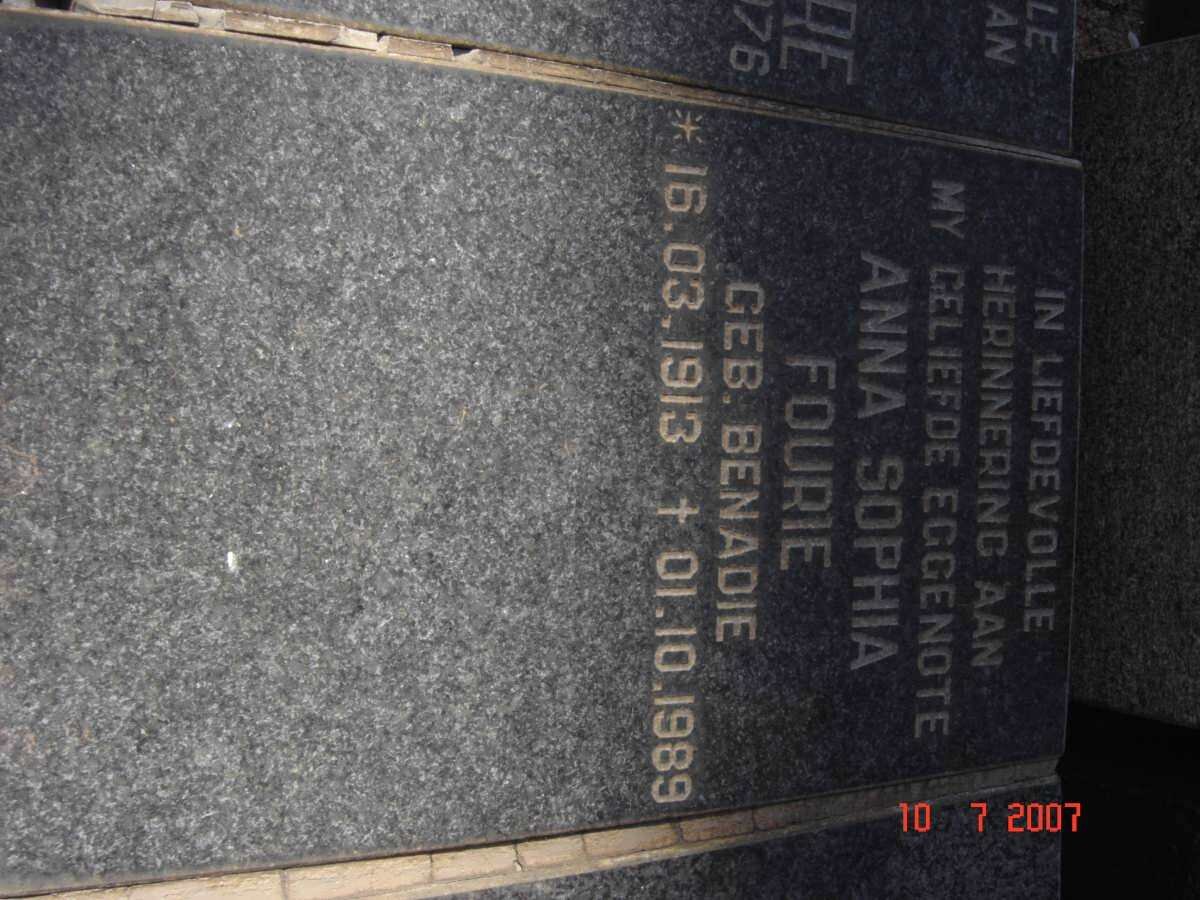 IN LIEFDEVOLLE
HERINNERING AAN
MY GELIEFDE EGGENOTE
ANNA SOPHIA
FOURIE
GEB. BENADIE
* 16.03.1913 + 01.10.1989
10 7 2007